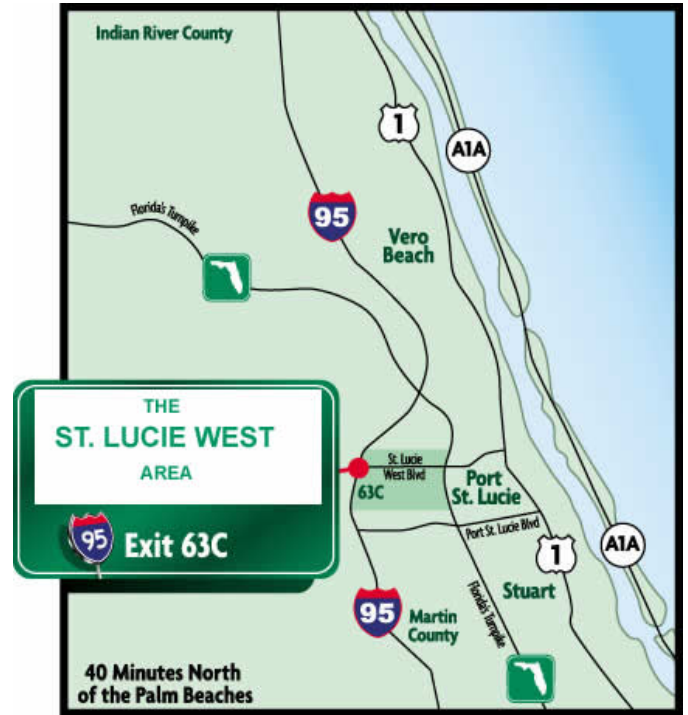 Indian River County
1
A1A
Florida's Turnpike
95
Vero
Beach
THE
ST. LUCIE WEST
AREA
95 Exit 63C
St. Lucie
West Blvd
63C
Port
St. Lucie
Port St. Lucie Blvd
1
A1A
Florida's Turnpike
Stuart
95
Martin
County
40 Minutes North
of the Palm Beaches